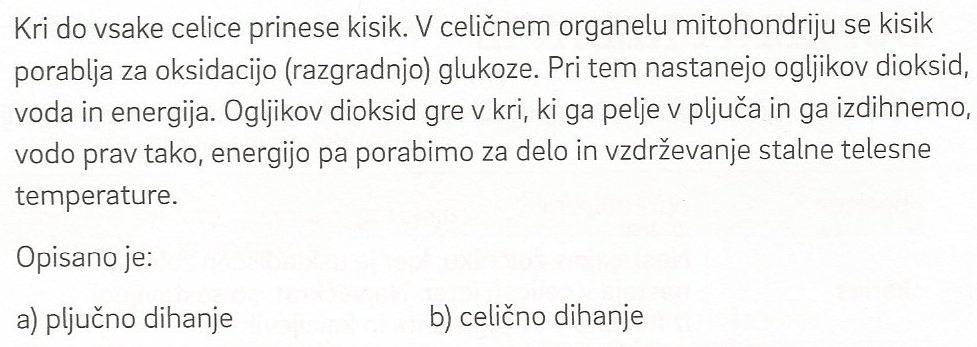 Kri do vsake celice prinese kisik. V celičnem organelu mitohondriju se kisik
porablja za oksidacijo (razgradnjo) glukoze. Pri tem nastanejo ogljikov dioksid,
voda in energija. Ogljikov dioksid gre v kri, ki ga pelje v pljuča in ga izdihnemo,
vodo prav tako, energijo pa porabimo za delo in vzdrževanje stalne telesne
temperature.
Opisano je:
a) pljučno dihanje b) celično dihanje